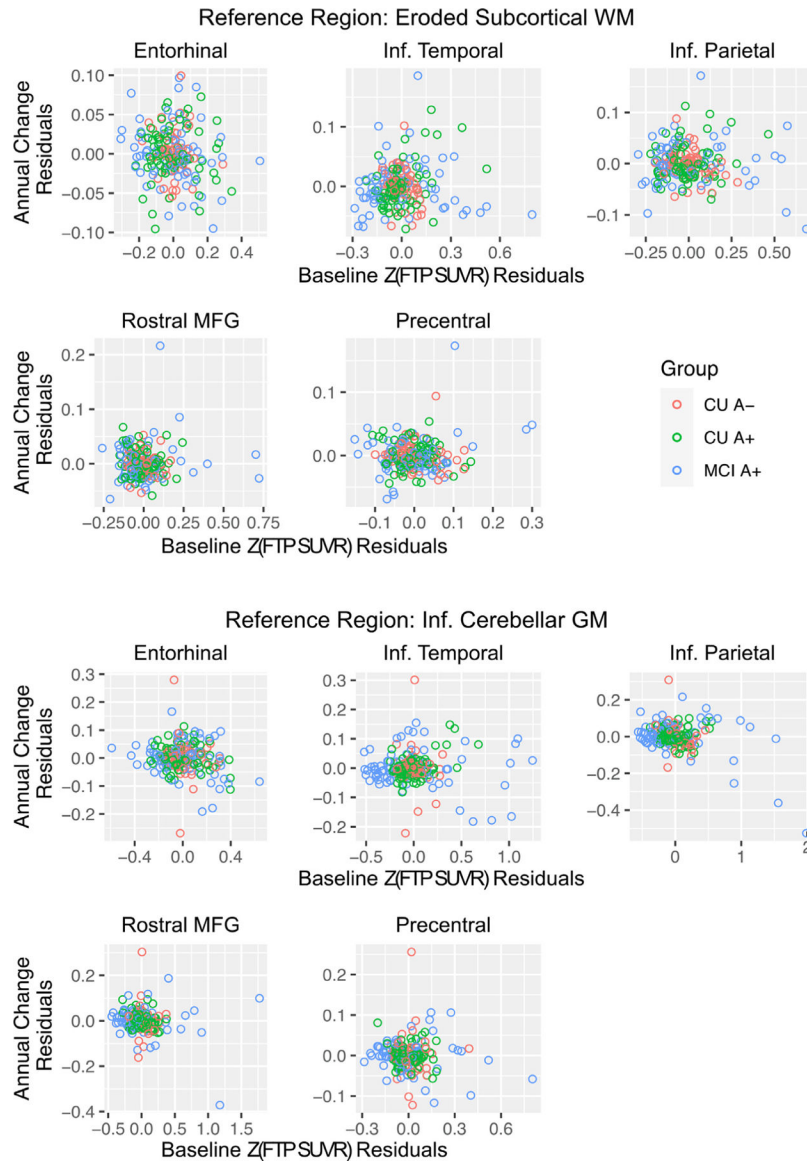 Reference Region: Eroded Subcortical WM
Entorhinal Inf. Temporal Inf. Parietal
Annual Change
Residuals
0.10
0.05
0.00
−0.05
−0.10
−0.2 0.0 0.2 0.4
0.1
0.0
−0.3 0.0 0.3 0.6
0.1
0.0
−0.1
−0.25 0.00 0.25 0.50
Baseline Z(FTP SUVR) Residuals
Rostral MFG Precentral
Annual Change
Residuals
0.2
0.1
0.0
−0.25 0.00 0.25 0.50 0.75
0.1
0.0
−0.1 0.0 0.1 0.2 0.3
Baseline Z(FTP SUVR) Residuals
Group
CU A−
CU A+
MCI A+
Reference Region: Inf. Cerebellar GM
Entorhinal Inf. Temporal Inf. Parietal
Annual Change
Residuals
0.3
0.2
0.1
0.0
−0.1
−0.2
−0.4 0.0 0.4
0.3
0.2
0.1
0.0
−0.1
−0.2
−0.5 0.0 0.5 1.0
0.2
0.0
−0.2
−0.4
0 1 2
Baseline Z(FTP SUVR) Residuals
Rostral MFG Precentral
Annual Change
Residuals
0.2
0.0
−0.2
−0.4
−0.5 0.0 0.5 1.0 1.5
0.2
0.1
0.0
−0.1
−0.3 0.0 0.3 0.6
Baseline Z(FTP SUVR) Residuals